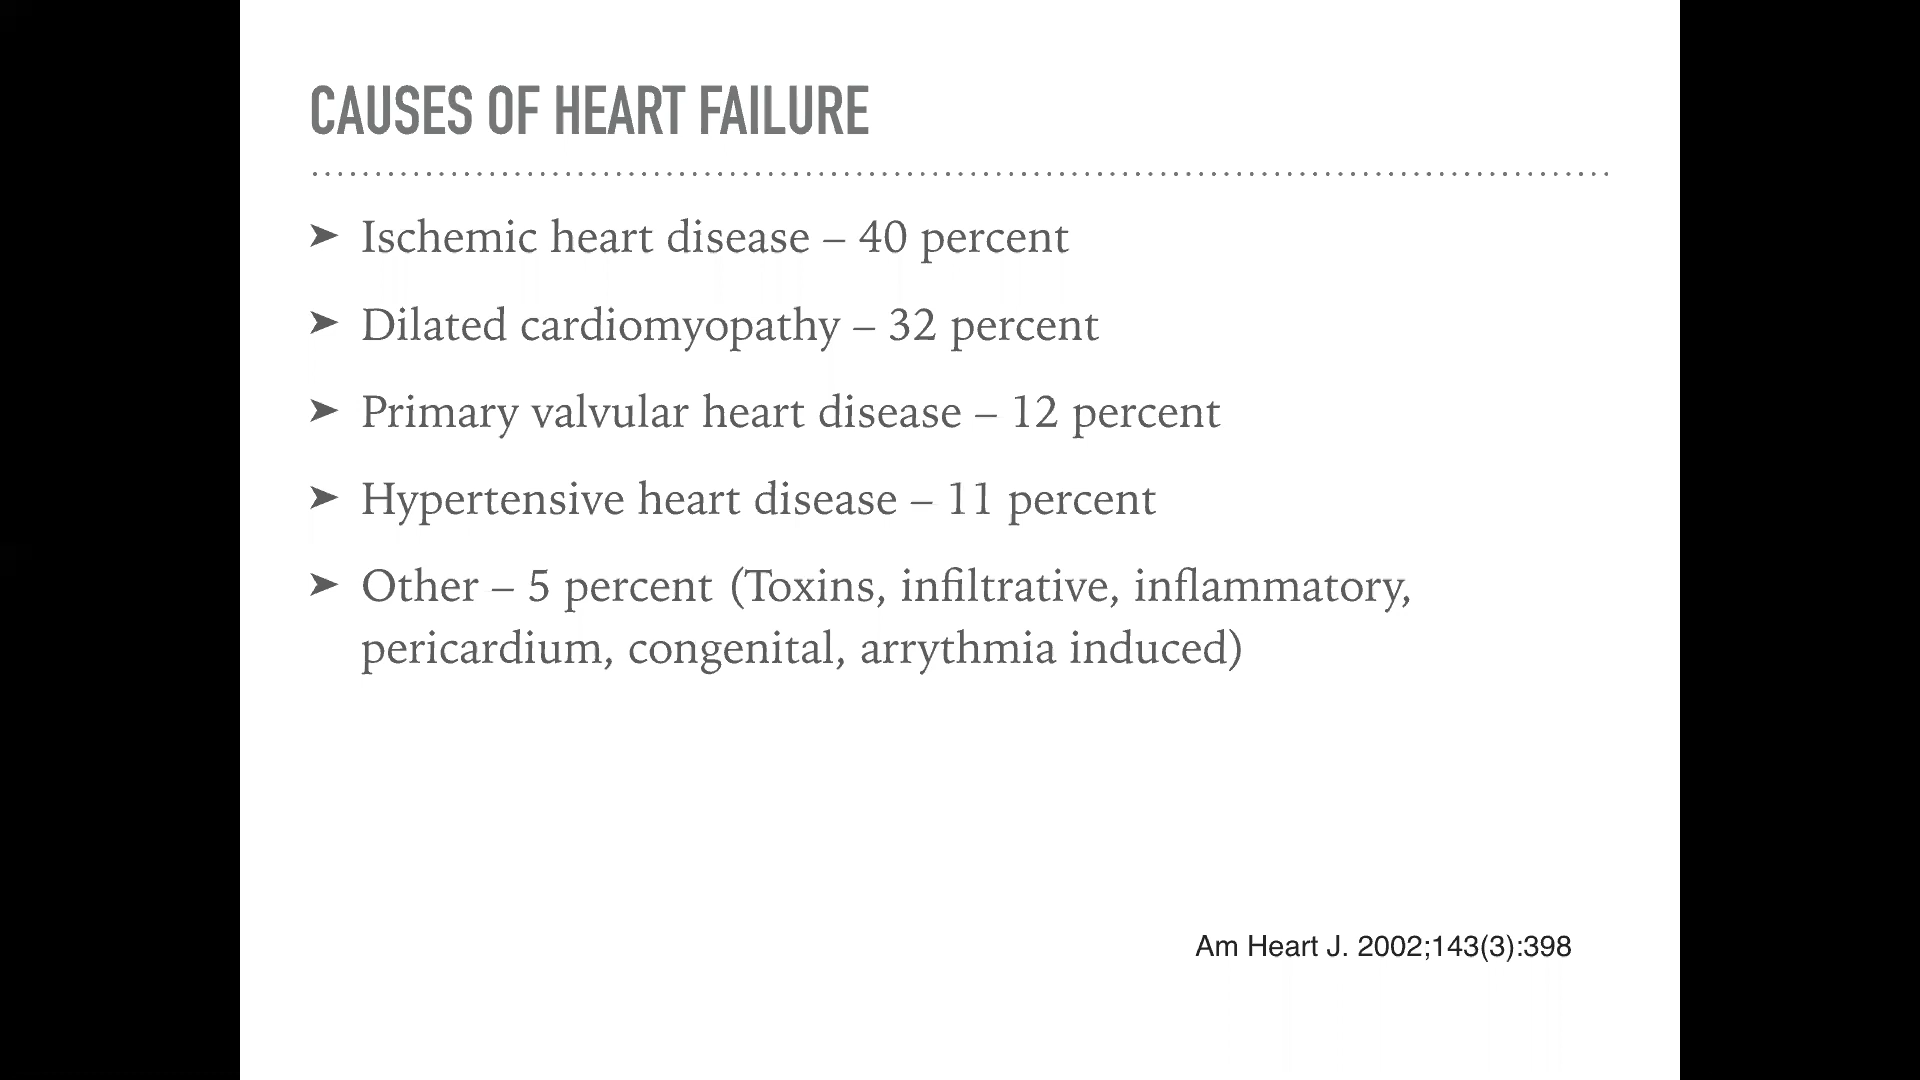 CAUSES OF HEART FAILURE
➤ Ischemic heart disease – 40 percent
➤ Dilated cardiomyopathy – 32 percent
➤ Primary valvular heart disease – 12 percent
➤ Hypertensive heart disease – 11 percent
➤ Other – 5 percent (Toxins, infiltrative, inflammatory,
pericardium, congenital, arrythmia induced)
Am Heart J. 2002;143(3):398